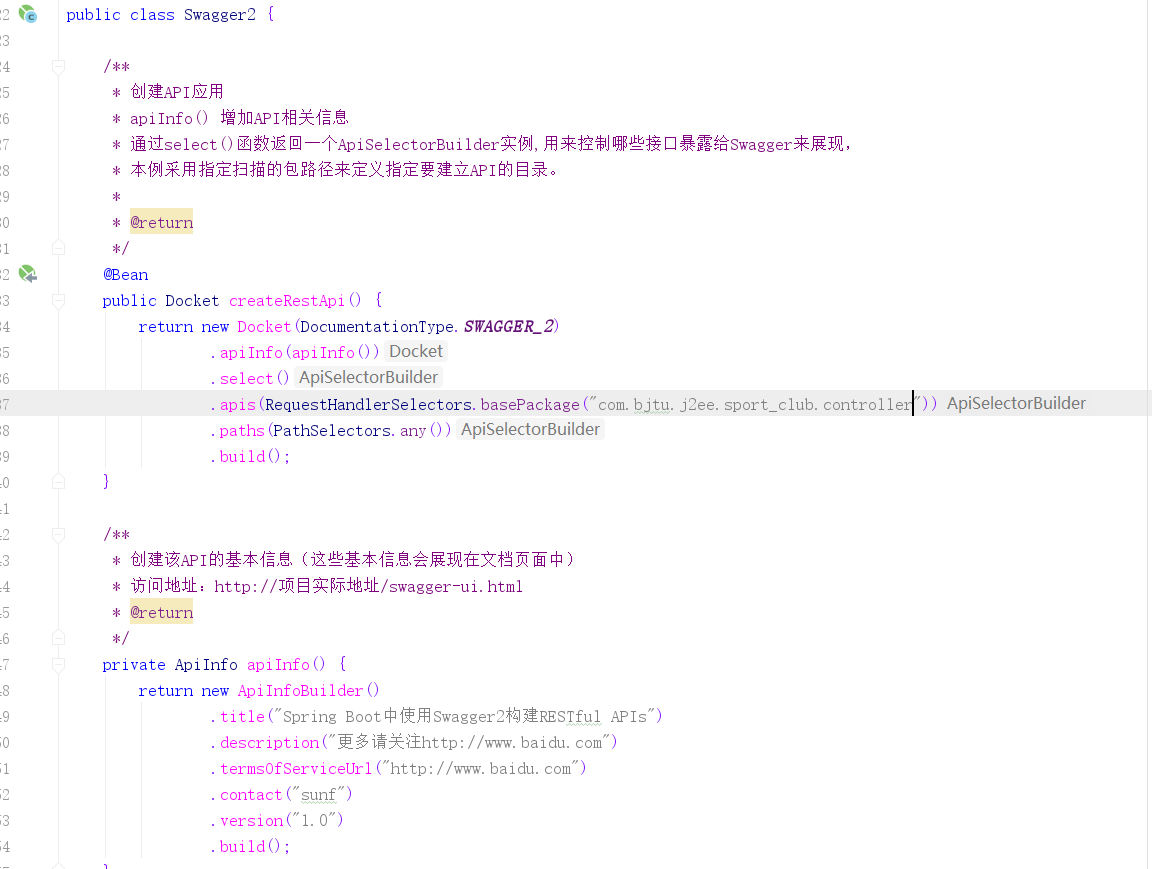 22 public class Swagger2 {
23
24 /**
25 * 创建API应用
26 * apiInfo() 增加API相关信息
27 * 通过select()函数返回一个ApiSelectorBuilder实例,用来控制哪些接口暴露给Swagger来展现，
28 * 本例采用指定扫描的包路径来定义指定要建立API的目录。
29 *
30 * @return
31 */
32 @Bean
33 public Docket createRestApi() {
34 return new Docket(DocumentationType.SWAGGER_2)
35 .apiInfo(apiInfo()) Docket
36 .select() ApiSelectorBuilder
37 .apis(RequestHandlerSelectors.basePackage("com.bjtu.j2ee.sport_club.controller")) ApiSelectorBuilder
38 .paths(PathSelectors.any()) ApiSelectorBuilder
39 .build();
40 }
41
42 /**
43 * 创建该API的基本信息（这些基本信息会展现在文档页面中）
44 * 访问地址：http://项目实际地址/swagger-ui.html
45 * @return
46 */
47 private ApiInfo apiInfo() {
48 return new ApiInfoBuilder()
49 .title("Spring Boot中使用Swagger2构建RESTful APIs")
50 .description("更多请关注http://www.baidu.com")
51 .termsOfServiceUrl("http://www.baidu.com")
52 .contact("sunf")
53 .version("1.0")
54 .build();